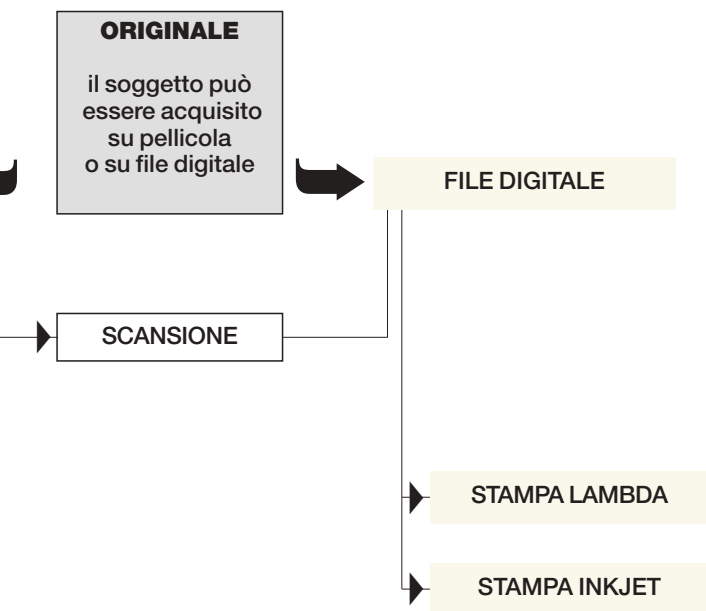 ORIGINALE
il soggetto può
essere acquisito
su pellicola
o su file digitale
FILE DIGITALE
SCANSIONE
STAMPA LAMBDA
STAMPA INKJET